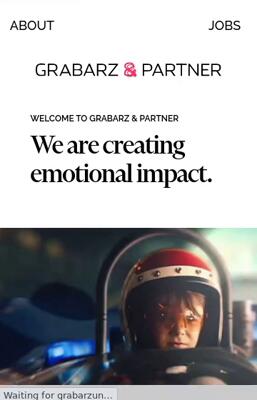 ABOUT
JOBS
GRABARZ & PARTNER
WELCOME TO GRABARZ & PARTNER
We are creating
emotional impact.
Waiting for grabarzun...